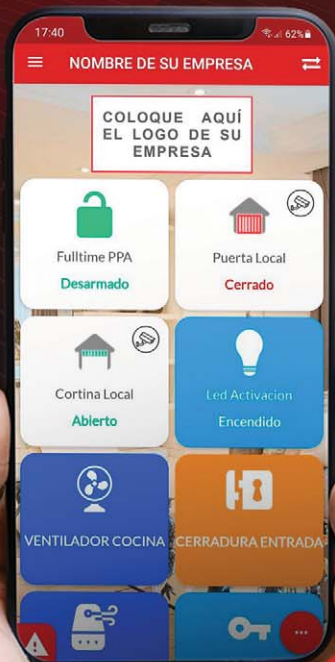 17:40
62%
NOMBRE DE SU EMPRESA
COLOQUE AQUÍ
EL LOGO DE SU
EMPRESA
Fulltime PPA
Desarmado
Puerta Local
Cerrado
Cortina Local
Abierto
Led Activacion
Encendido
VENTILADOR COCINA
CERRADURA ENTRADA